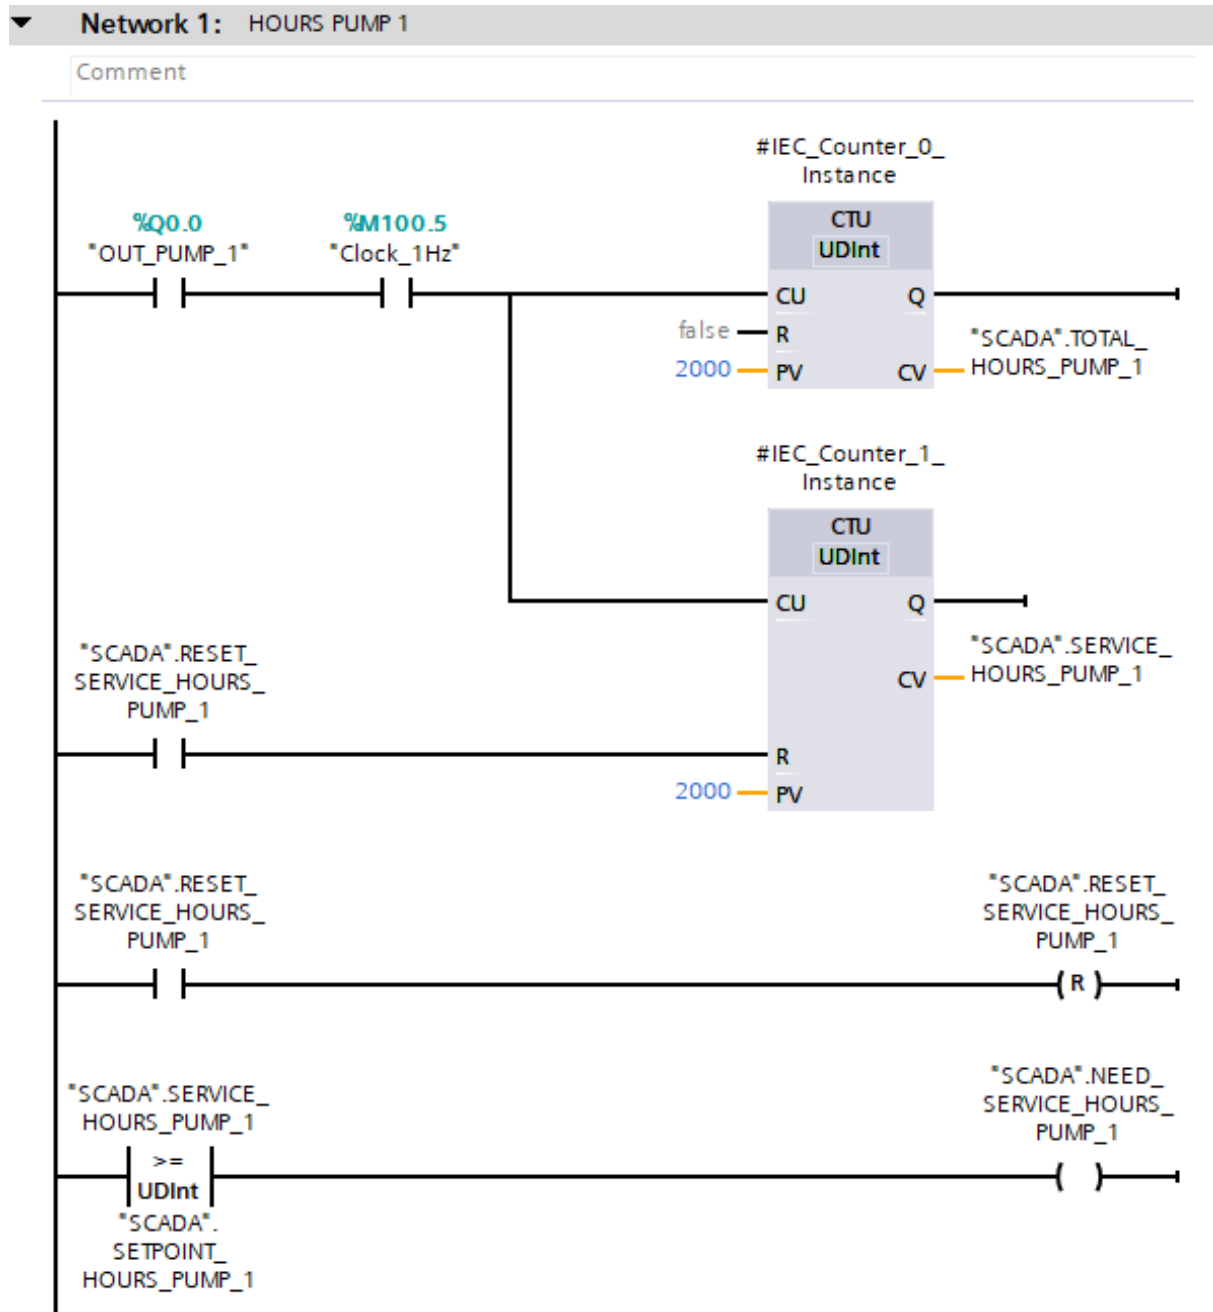 Network 1: HOURS PUMP 1
Comment
#IEC_Counter_0_
Instance
%Q0.0
"OUT_PUMP_1"
%M100.5
"Clock_1Hz"
CTU
UDInt
CU
Q
false
R
2000
PV
CV
"SCADA".TOTAL_
HOURS_PUMP_1
#IEC_Counter_1_
Instance
CTU
UDInt
CU
Q
CV
"SCADA".SERVICE_
HOURS_PUMP_1
"SCADA".RESET_
SERVICE_HOURS_
PUMP_1
R
2000
PV
"SCADA".RESET_
SERVICE_HOURS_
PUMP_1
"SCADA".RESET_
SERVICE_HOURS_
PUMP_1
( R )
"SCADA".SERVICE_
HOURS_PUMP_1
>=
UDInt
"SCADA".
SETPOINT_
HOURS_PUMP_1
"SCADA".NEED_
SERVICE_HOURS_
PUMP_1
( )